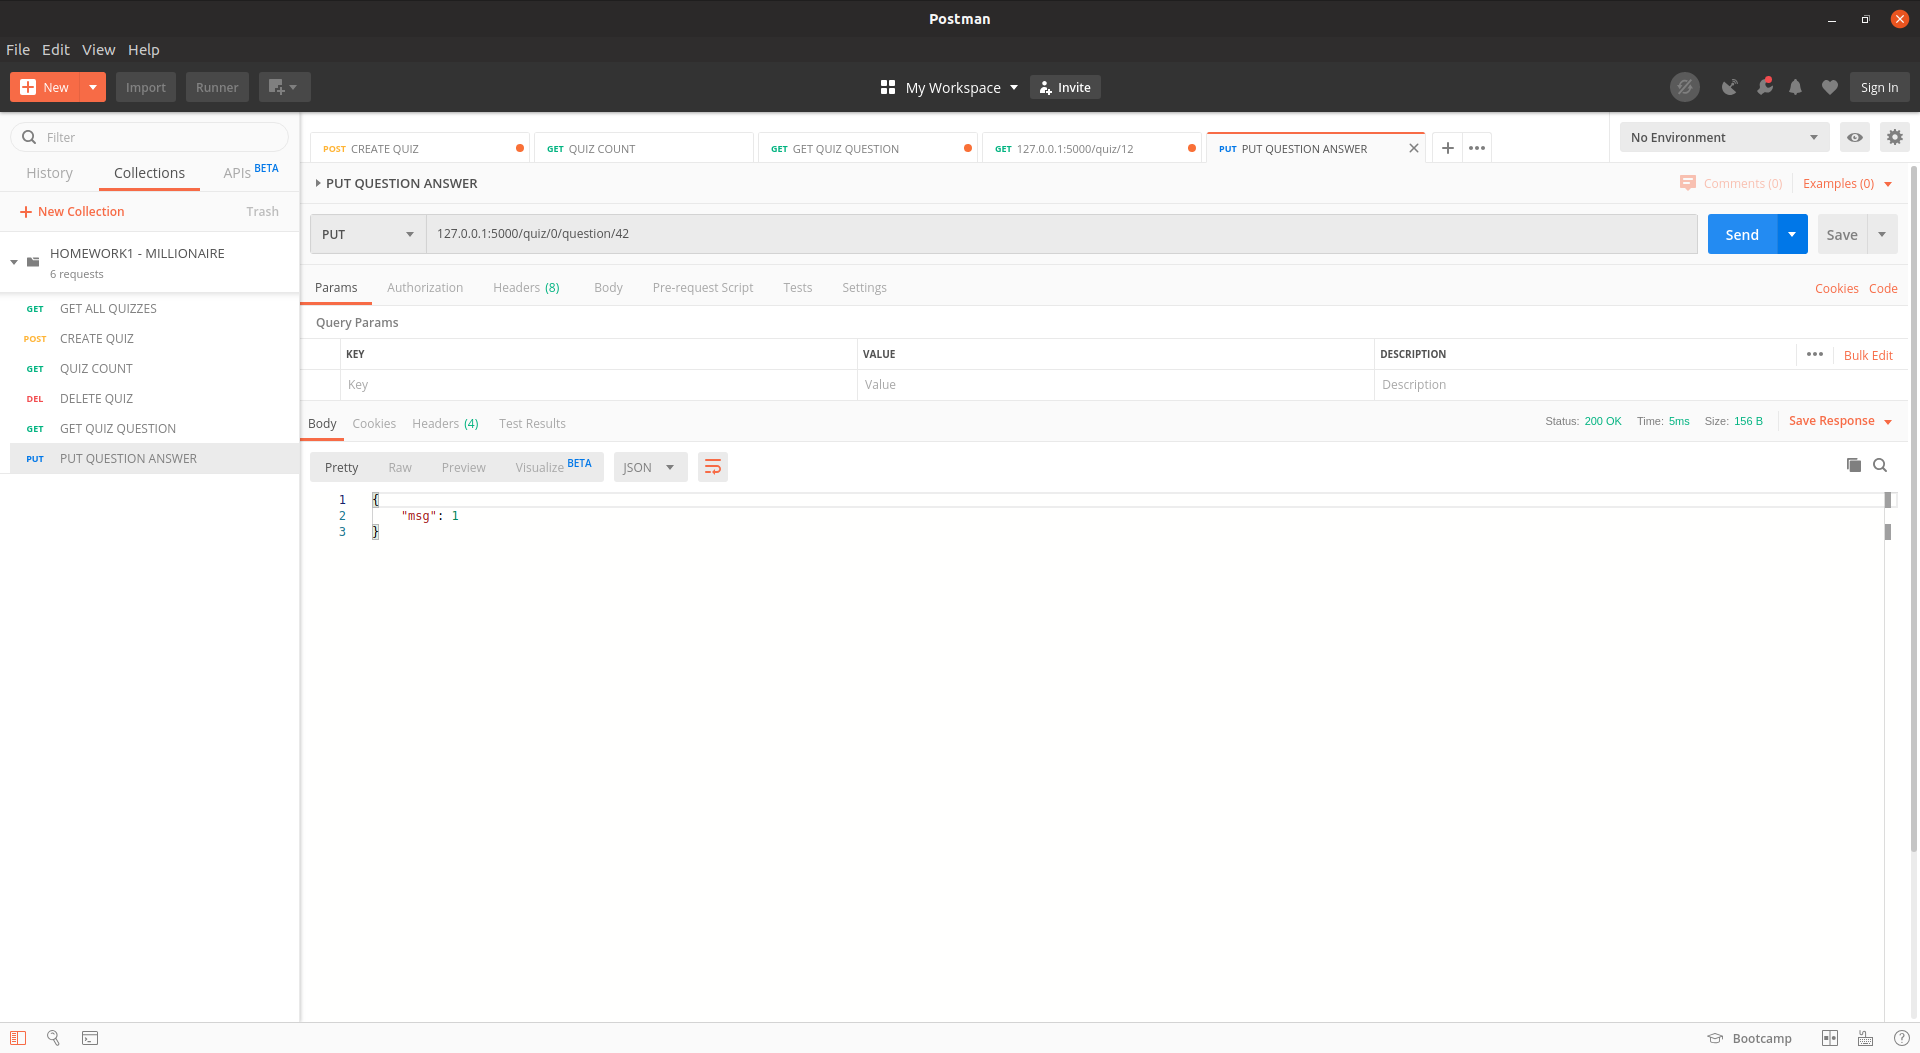 Postman
File Edit View Help
New Import Runner My Workspace Invite Sign In
Filter
History Collections APIs BETA
New Collection Trash
HOMEWORK1 - MILLIONAIRE
6 requests
GET GET ALL QUIZZES
POST CREATE QUIZ
GET QUIZ COUNT
DEL DELETE QUIZ
GET GET QUIZ QUESTION
PUT PUT QUESTION ANSWER
POST CREATE QUIZ GET QUIZ COUNT GET GET QUIZ QUESTION GET 127.0.0.1:5000/quiz/12 PUT PUT QUESTION ANSWER No Environment
PUT QUESTION ANSWER Comments (0) Examples (0)
PUT 127.0.0.1:5000/quiz/0/question/42 Send Save
Params Authorization Headers (8) Body Pre-request Script Tests Settings Cookies Code
Query Params
KEY VALUE DESCRIPTION Bulk Edit
Key Value Description
Body Cookies Headers (4) Test Results Status: 200 OK Time: 5ms Size: 156 B Save Response
Pretty Raw Preview Visualize BETA JSON
1 {
2 "msg": 1
3 }
Bootcamp